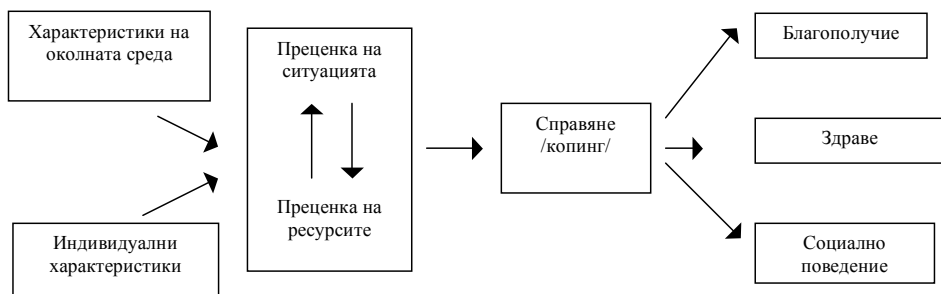 Характеристики на
околната среда
Индивидуални
характеристики
Преценка на
ситуацията
Преценка на
ресурсите
Справяне
/копинг/
Благополучие
Здраве
Социално
поведение